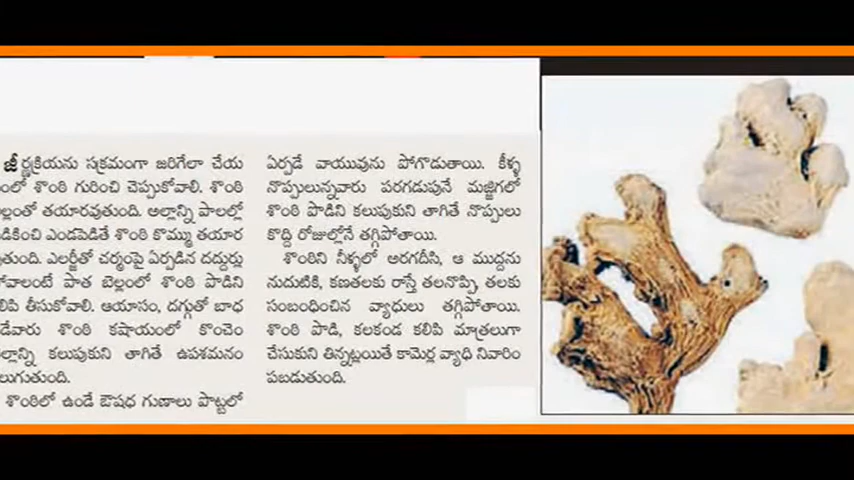 జీర్ణక్రియను సక్రమంగా జరిగేలా చేయ
ంలో శొంఠి గురించి చెప్పుకోవాలి. శొంఠి
ల్లంతో తయారవుతుంది. అల్లాన్ని పాలల్లో
డికించి ఎండపెడితే శొంఠి కొమ్ము తయార
తుంది. ఎలర్జీతో చర్మంపై ఏర్పడిన దద్దుర్లు
ోవాలంటే పాత బెల్లంలో శొంఠి పొడిని
లిపి తీసుకోవాలి. ఆయాసం, దగ్గుతో బాధ
డేవారు శొంఠి కషాయంలో కొంచెం
ల్లాన్ని కలుపుకుని తాగితే ఉపశమనం
లుగుతుంది.
శొంఠిలో ఉండే ఔషధ గుణాలు పొట్టలో
ఏర్పడే వాయువును పోగొడుతాయి. కీళ్ళ
నొప్పులున్నవారు పరగడుపునే మజ్జిగలో
శొంఠి పొడిని కలుపుకుని తాగితే నొప్పులు
కొద్ది రోజుల్లోనే తగ్గిపోతాయి.
శొంఠిని నీళ్ళలో అరగదీసి, ఆ ముద్దను
నుదుటికి, కణతలకు రాస్తే తలనొప్పి, తలకు
సంబంధించిన వ్యాధులు తగ్గిపోతాయి.
శొంఠి పొడి, కలకండ కలిపి మాత్రలుగా
చేసుకుని తిన్నట్లయితే కామెర్ల వ్యాధి నివారిం
పబడుతుంది.